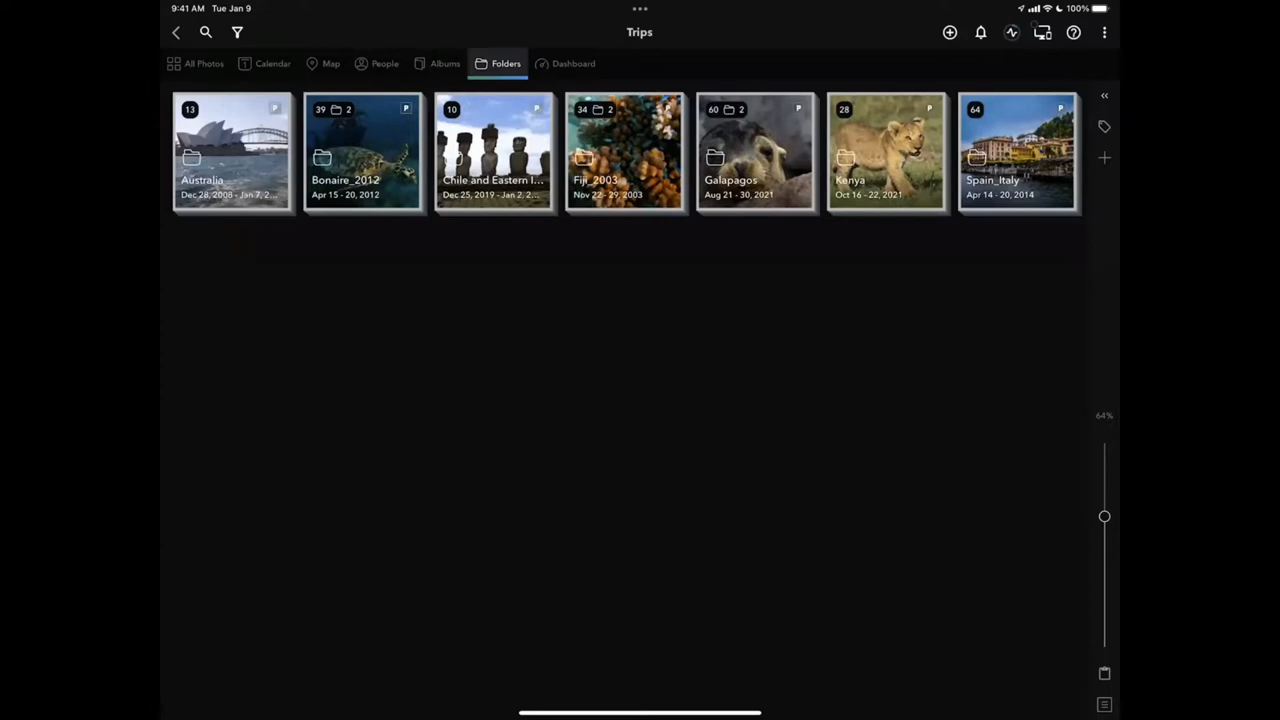 9:41 AM Tue Jan 9
100%
Trips
All Photos
1 Calendar
Map
People
Albums
Folders
Dashboard
13
P
Australia
Dec 28, 2008 - Jan 7, 2...
39 2
P
Bonaire_2012
Apr 15 - 20, 2012
10
P
Chile and Eastern I...
Dec 25, 2019 - Jan 2, 2...
34 2
P
Fiji_2003
Nov 22 - 29, 2003
60 2
P
Galapagos
Aug 21 - 30, 2021
28
P
Kenya
Oct 16 - 22, 2021
64
P
Spain_Italy
Apr 14 - 20, 2014
64%